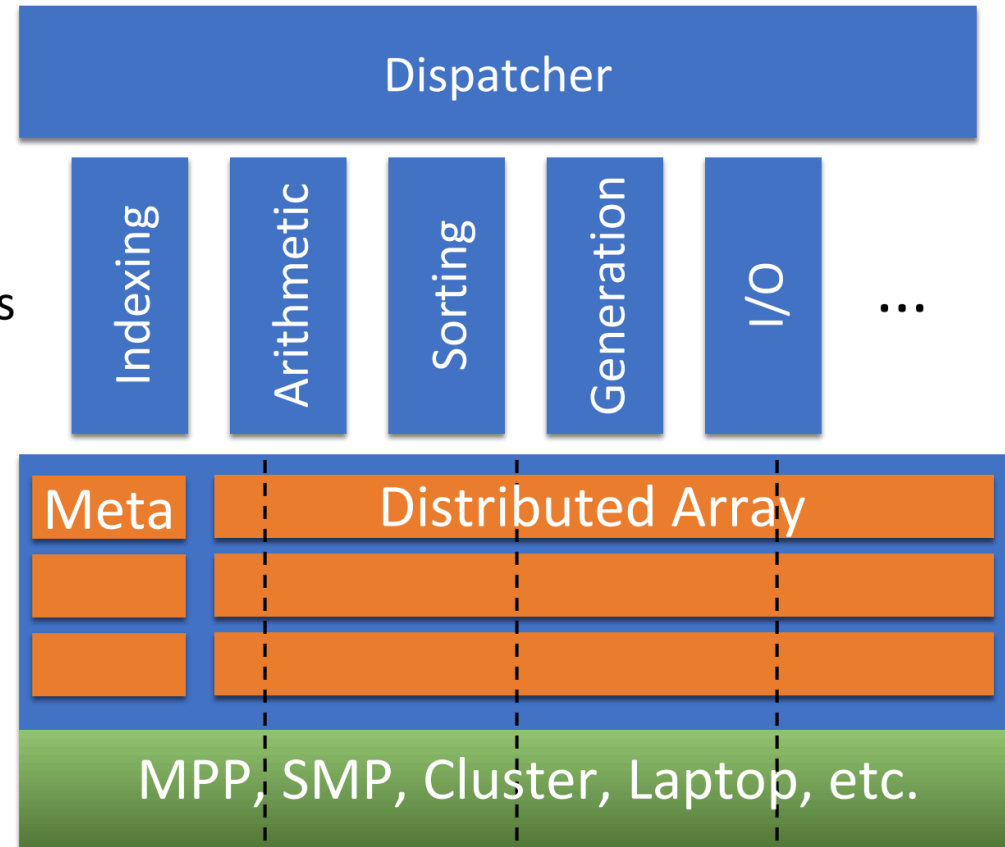 Dispatcher
s
Indexing
Arithmetic
Sorting
Generation
I/O
...
Meta
Distributed Array
MPP, SMP, Cluster, Laptop, etc.